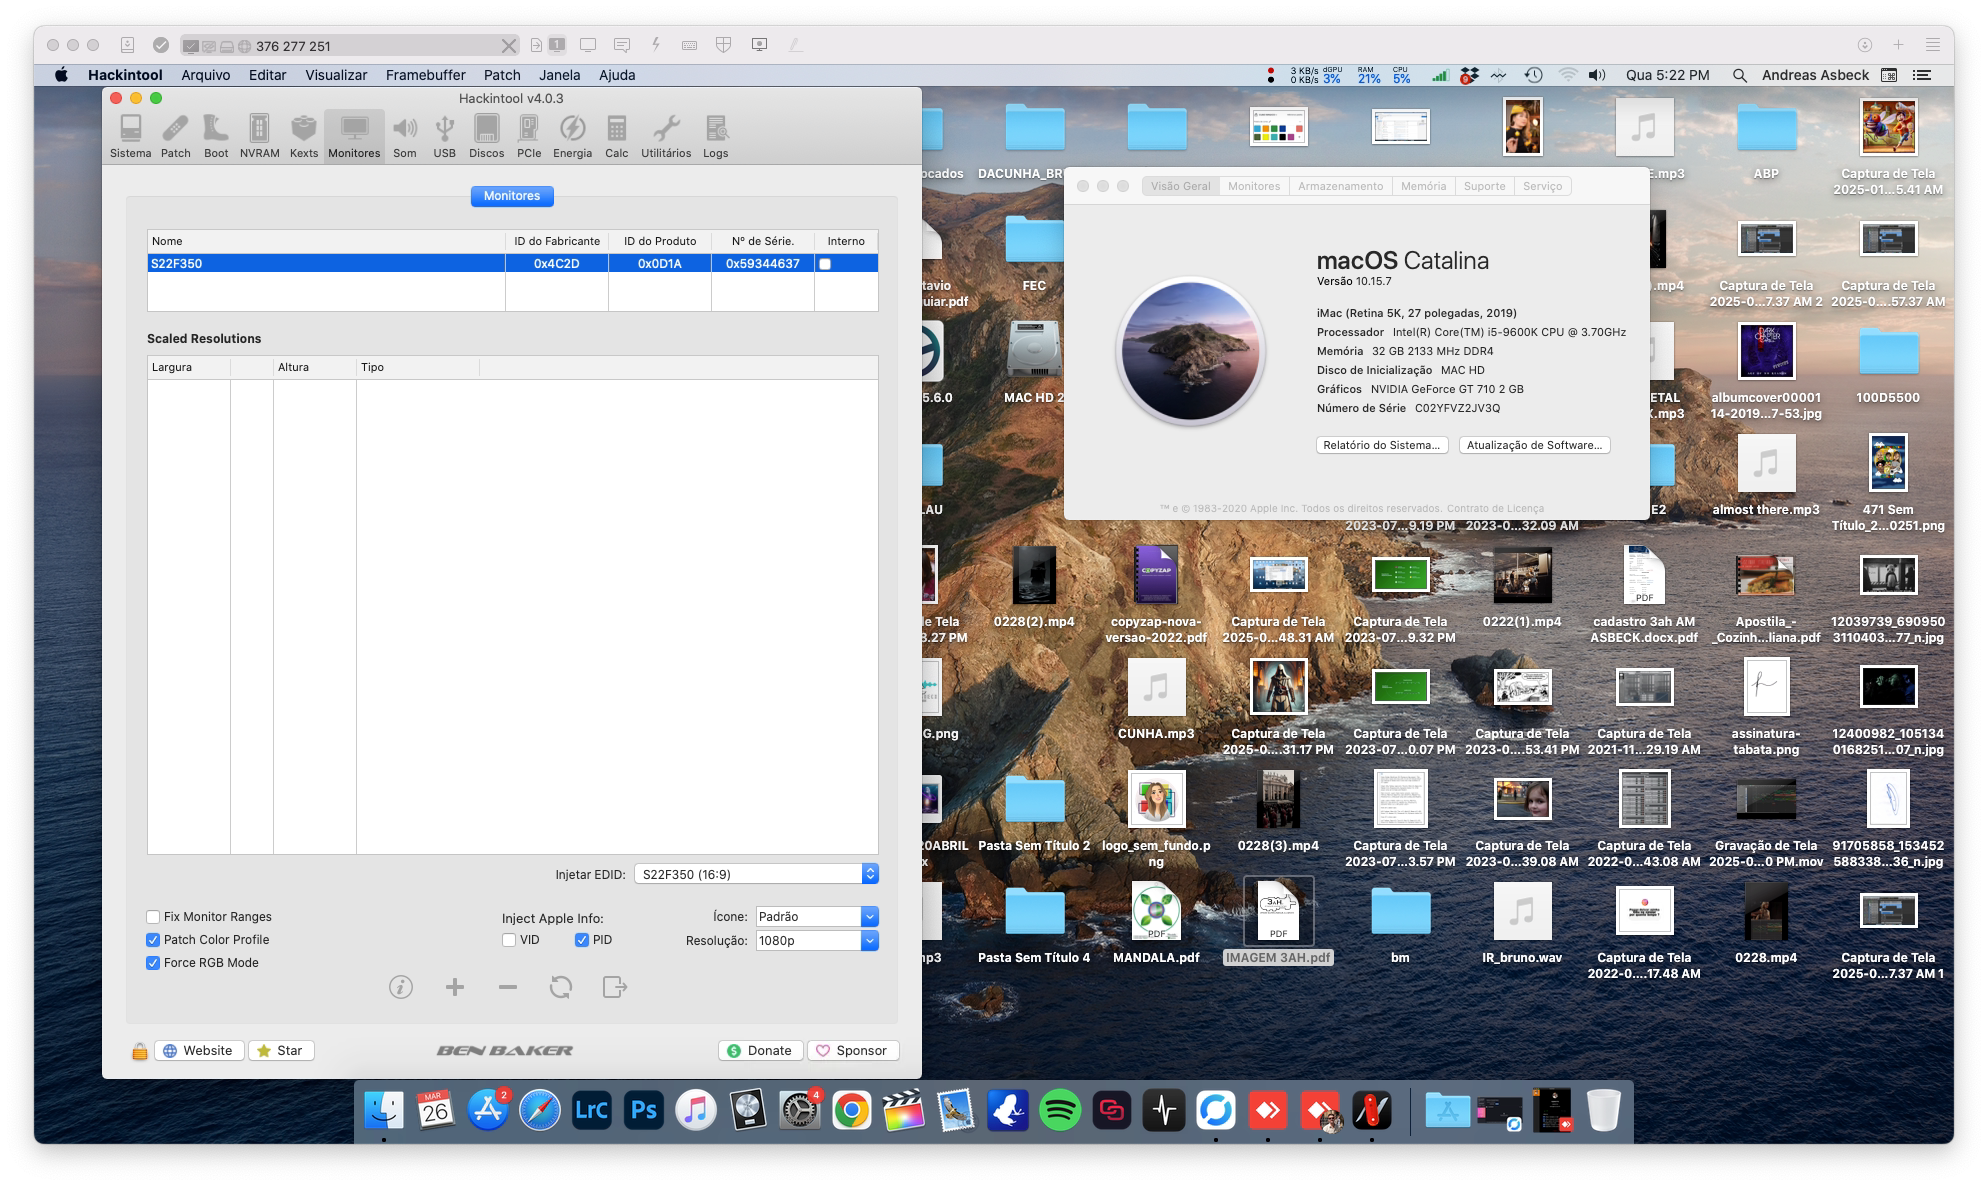 376 277 251
1
Hackintool Arquivo Editar Visualizar Framebuffer Patch Janela Ajuda
3 KB/s 0 KB/s dGPU 3% RAM 21% CPU 5% 9 Qua 5:22 PM Andreas Asbeck
Hackintool v4.0.3
Sistema Patch Boot NVRAM Kexts Monitores Som USB Discos PCIe Energia Calc Utilitários Logs
Monitores
Nome ID do Fabricante ID do Produto Nº de Série. Interno
S22F350 0x4C2D 0x0D1A 0x59344637
Scaled Resolutions
Largura Altura Tipo
Injetar EDID: S22F350 (16:9)
Fix Monitor Ranges
Patch Color Profile
Force RGB Mode
Inject Apple Info:
VID PID
Ícone: Padrão
Resolução: 1080p
Website Star BEN BAKER Donate Sponsor
Visão Geral Monitores Armazenamento Memória Suporte Serviço
macOS Catalina
Versão 10.15.7
iMac (Retina 5K, 27 polegadas, 2019)
Processador Intel(R) Core(TM) i5-9600K CPU @ 3.70GHz
Memória 32 GB 2133 MHz DDR4
Disco de Inicialização MAC HD
Gráficos NVIDIA GeForce GT 710 2 GB
Número de Série C02YFVZ2JV3Q
Relatório do Sistema... Atualização de Software...
™ e © 1983-2020 Apple Inc. Todos os direitos reservados. Contrato de Licença
ocados DACUNHA_BR E.mp3 ABP Captura de Tela
2025-01...5.41 AM
tavio FEC ).mp4 Captura de Tela Captura de Tela
uiar.pdf 2025-0...7.37 AM 2 2025-0....57.37 AM
5.6.0 MAC HD 2 ETAL albumcover00001 100D5500
K.mp3 14-2019...7-53.jpg
LAU E2 almost there.mp3 471 Sem
2023-07...9.19 PM 2023-0...32.09 AM Título_2...0251.png
COPYZAP
PDF
de Tela 0228(2).mp4 copyzap-nova- Captura de Tela Captura de Tela 0222(1).mp4 cadastro 3ah AM Apostila_- 12039739_690950
3.27 PM versao-2022.pdf 2025-0...48.31 AM 2023-07...9.32 PM ASBECK.docx.pdf _Cozinh...liana.pdf 3110403...77_n.jpg
G.png CUNHA.mp3 Captura de Tela Captura de Tela Captura de Tela Captura de Tela assinatura- 12400982_105134
2025-0....31.17 PM 2023-07...0.07 PM 2023-0....53.41 PM 2021-11...29.19 AM tabata.png 0168251...07_n.jpg
20ABRIL Pasta Sem Título 2 logo_sem_fundo.p 0228(3).mp4 Captura de Tela Captura de Tela Captura de Tela Gravação de Tela 91705858_153452
x ng 2023-07...3.57 PM 2023-0...39.08 AM 2022-0....43.08 AM 2025-0...0 PM.mov 588338...36_n.jpg
PDF
3AH
PDF
mp3 Pasta Sem Título 4 MANDALA.pdf IMAGEM 3AH.pdf bm IR_bruno.wav Captura de Tela 0228.mp4 Captura de Tela
2022-0....17.48 AM 2025-0...7.37 AM 1
MAR 26 2 LrC Ps 4